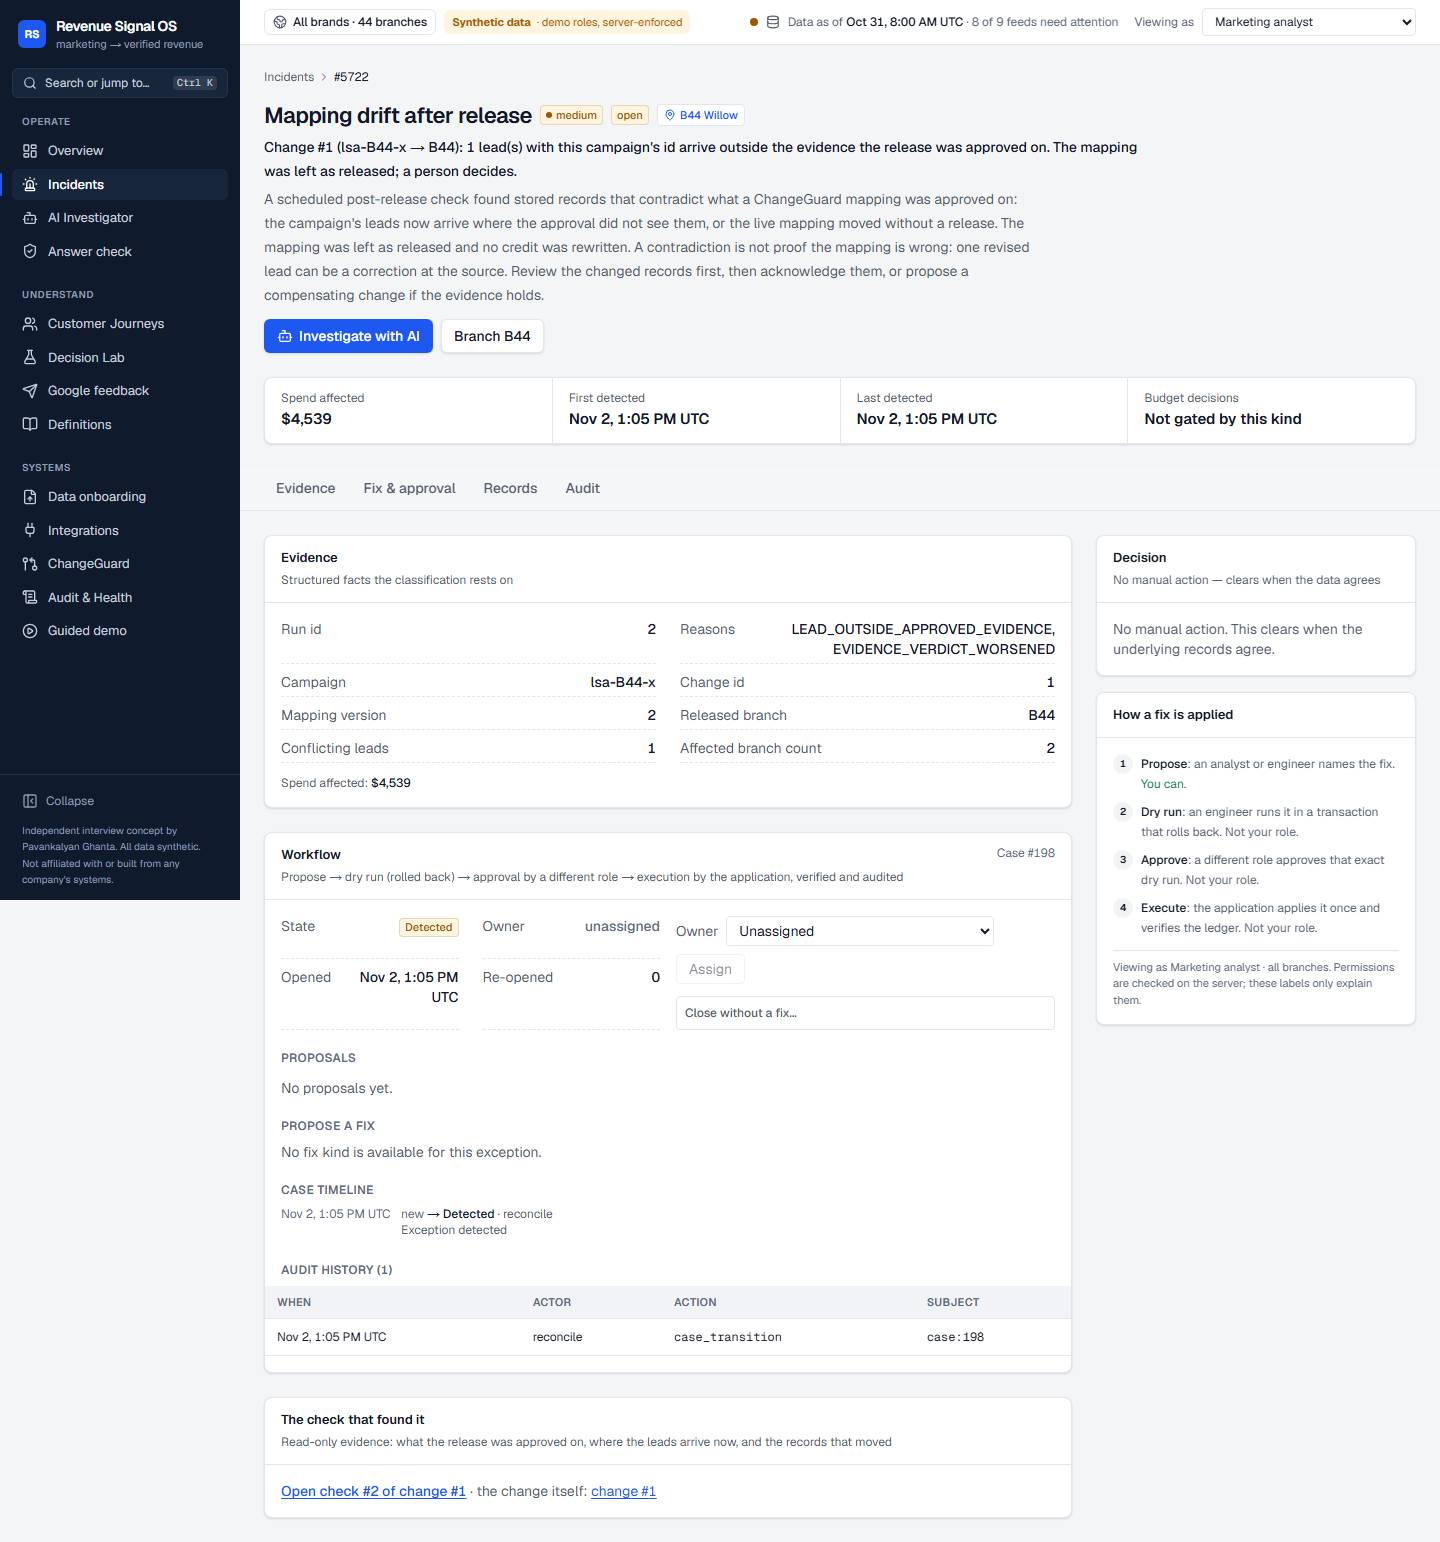 RS
Revenue Signal OS
marketing → verified revenue
Search or jump to... Ctrl K
OPERATE
Overview
Incidents
AI Investigator
Answer check
UNDERSTAND
Customer Journeys
Decision Lab
Google feedback
Definitions
SYSTEMS
Data onboarding
Integrations
ChangeGuard
Audit & Health
Guided demo
Collapse
Independent interview concept by
Pavankalyan Ghanta. All data synthetic.
Not affiliated with or built from any
company's systems.
All brands · 44 branches
Synthetic data · demo roles, server-enforced
Data as of Oct 31, 8:00 AM UTC · 8 of 9 feeds need attention
Viewing as Marketing analyst
Incidents > #5722
Mapping drift after release medium open B44 Willow
Change #1 (lsa-B44-x → B44): 1 lead(s) with this campaign's id arrive outside the evidence the release was approved on. The mapping
was left as released; a person decides.
A scheduled post-release check found stored records that contradict what a ChangeGuard mapping was approved on:
the campaign's leads now arrive where the approval did not see them, or the live mapping moved without a release. The
mapping was left as released and no credit was rewritten. A contradiction is not proof the mapping is wrong: one revised
lead can be a correction at the source. Review the changed records first, then acknowledge them, or propose a
compensating change if the evidence holds.
Investigate with AI
Branch B44
Spend affected
$4,539
First detected
Nov 2, 1:05 PM UTC
Last detected
Nov 2, 1:05 PM UTC
Budget decisions
Not gated by this kind
Evidence Fix & approval Records Audit
Evidence
Structured facts the classification rests on
Run id 2
Reasons LEAD_OUTSIDE_APPROVED_EVIDENCE,
EVIDENCE_VERDICT_WORSENED
Campaign lsa-B44-x
Change id 1
Mapping version 2
Released branch B44
Conflicting leads 1
Affected branch count 2
Spend affected: $4,539
Workflow Case #198
Propose → dry run (rolled back) → approval by a different role → execution by the application, verified and audited
State Detected
Owner unassigned
Opened Nov 2, 1:05 PM
UTC
Re-opened 0
Owner Unassigned
Assign
Close without a fix...
PROPOSALS
No proposals yet.
PROPOSE A FIX
No fix kind is available for this exception.
CASE TIMELINE
Nov 2, 1:05 PM UTC new → Detected · reconcile
Exception detected
AUDIT HISTORY (1)
WHEN ACTOR ACTION SUBJECT
Nov 2, 1:05 PM UTC reconcile case_transition case:198
The check that found it
Read-only evidence: what the release was approved on, where the leads arrive now, and the records that moved
Open check #2 of change #1 · the change itself: change #1
Decision
No manual action — clears when the data agrees
No manual action. This clears when the
underlying records agree.
How a fix is applied
1 Propose: an analyst or engineer names the fix.
You can.
2 Dry run: an engineer runs it in a transaction
that rolls back. Not your role.
3 Approve: a different role approves that exact
dry run. Not your role.
4 Execute: the application applies it once and
verifies the ledger. Not your role.
Viewing as Marketing analyst · all branches. Permissions
are checked on the server; these labels only explain
them.